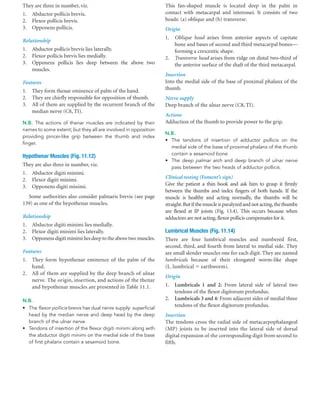 They are three in number, viz.
1. Abductor pollicis brevis.
2. Flexor pollicis brevis.
3. Opponens pollicis.
Relationship
1. Abductor pollicis brevis lies laterally.
2. Flexor pollicis brevis lies medially.
3. Opponens pollicis lies deep between the above two
muscles.
Features
1. They form thenar eminence of palm of the hand.
2. They are chiefly responsible for opposition of thumb.
3. All of them are supplied by the recurrent branch of the
median nerve (C8, T1).
N.B. The actions of thenar muscles are indicated by their
names to some extent; but they all are involved in opposition
providing pincer-like grip between the thumb and index
finger.
Hypothenar Muscles (Fig. 11.12)
They are also three in number, viz.
1. Abductor digiti minimi.
2. Flexor digiti minimi.
3. Opponens digiti minimi.
Some authorities also consider palmaris brevis (see page
139) as one of the hypothenar muscles.
Relationship
1. Abductor digiti minimi lies medially.
2. Flexor digiti minimi lies laterally.
3. Opponens digiti minimi lies deep to the above two muscles.
Features
1. They form hypothenar eminence of the palm of the
hand.
2. All of them are supplied by the deep branch of ulnar
nerve. The origin, insertion, and actions of the thenar
and hypothenar muscles are presented in Table 11.1.
N.B.
• The flexor pollicis brevis has dual nerve supply: superficial
head by the median nerve and deep head by the deep
branch of the ulnar nerve.
• Tendons of insertion of the flexor digiti minimi along with
the abductor digiti minimi on the medial side of the base
of first phalanx contain a sesamoid bone.
This fan-shaped muscle is located deep in the palm in
contact with metacarpal and interossei. It consists of two
heads: (a) oblique and (b) transverse.
Origin
1. Oblique head arises from anterior aspects of capitate
bone and bases of second and third metacarpal bones—
forming a crescentic shape.
2. Transverse head arises from ridge on distal two-third of
the anterior surface of the shaft of the third metacarpal.
Insertion
Into the medial side of the base of proximal phalanx of the
thumb.
Nerve supply
Deep branch of the ulnar nerve (C8, T1).
Actions
Adduction of the thumb to provide power to the grip.
N.B.
• The tendons of insertion of adductor pollicis on the
medial side of the base of proximal phalanx of the thumb
contain a sesamoid bone.
• The deep palmar arch and deep branch of ulnar nerve
pass between the two heads of adductor pollicis.
Clinical testing (Foment's sign)
Give the patient a thin book and ask him to grasp it firmly
between the thumbs and index fingers of both hands. If the
muscle is healthy and acting normally, the thumbs will be
straight. But if the muscle is paralyzed and not acting, the thumbs
are flexed at IP joints (Fig. 13.4). This occurs because when
adductors are not acting, flexor pollicis compensates for it.
Lumbrical Muscles (Fig. 11.14)
There are four lumbrical muscles and numbered first,
second, third, and fourth from lateral to medial side. They
are small slender muscles one for each digit. They are named
lumbricals because of their elongated worm-like shape
(L. lumbrical = earthworm).
Origin
1. Lumbricals 1 and 2: From lateral side of lateral two
tendons of the flexor digitorum profundus.
2. Lumbricals 3 and 4: From adjacent sides of medial three
tendons of the flexor digitorum profundus.
Insertion
The tendons cross the radial side of metacarpophalangeal
(MP) joints to be inserted into the lateral side of dorsal
digital expansion of the corresponding digit from second to
fifth.